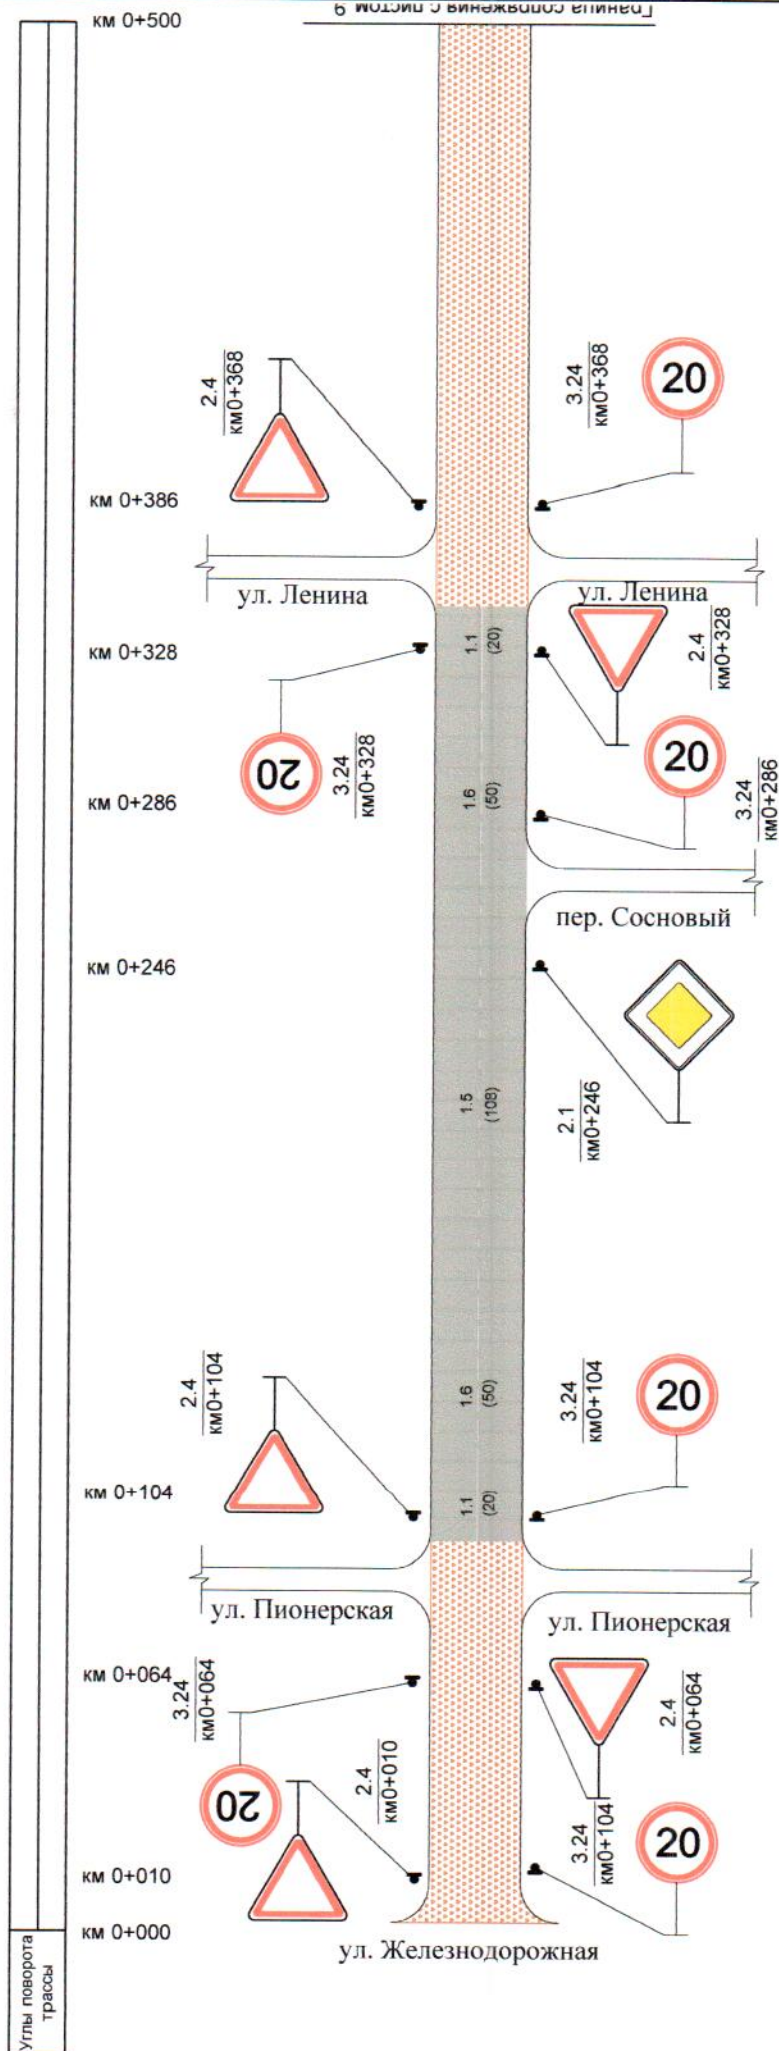 Граница сопряжения с листом 9
км 0+500
2.4
км0+368
3.24
км0+368
20
км 0+386
ул. Ленина
ул. Ленина
км 0+328
1.1
(20)
2.4
км0+328
20
3.24
км0+328
20
км 0+286
1.6
(50)
3.24
км0+286
пер. Сосновый
км 0+246
1.5
(108)
2.1
км0+246
2.4
км0+104
1.6
(50)
3.24
км0+104
20
км 0+104
1.1
(20)
ул. Пионерская
ул. Пионерская
км 0+064
3.24
км0+064
2.4
км0+064
20
2.4
км0+010
3.24
км0+104
20
км 0+010
км 0+000
ул. Железнодорожная
Углы поворота
трассы